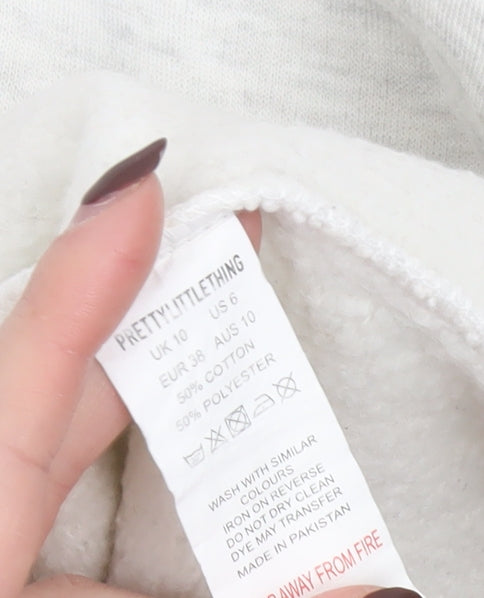 PRETTYLITTLETHING
UK 10 US 6
EUR 38 AUS 10
50% COTTON
50% POLYESTER
WASH WITH SIMILAR
COLOURS
IRON ON REVERSE
DO NOT DRY CLEAN
DYE MAY TRANSFER
MADE IN PAKISTAN
AWAY FROM FIRE